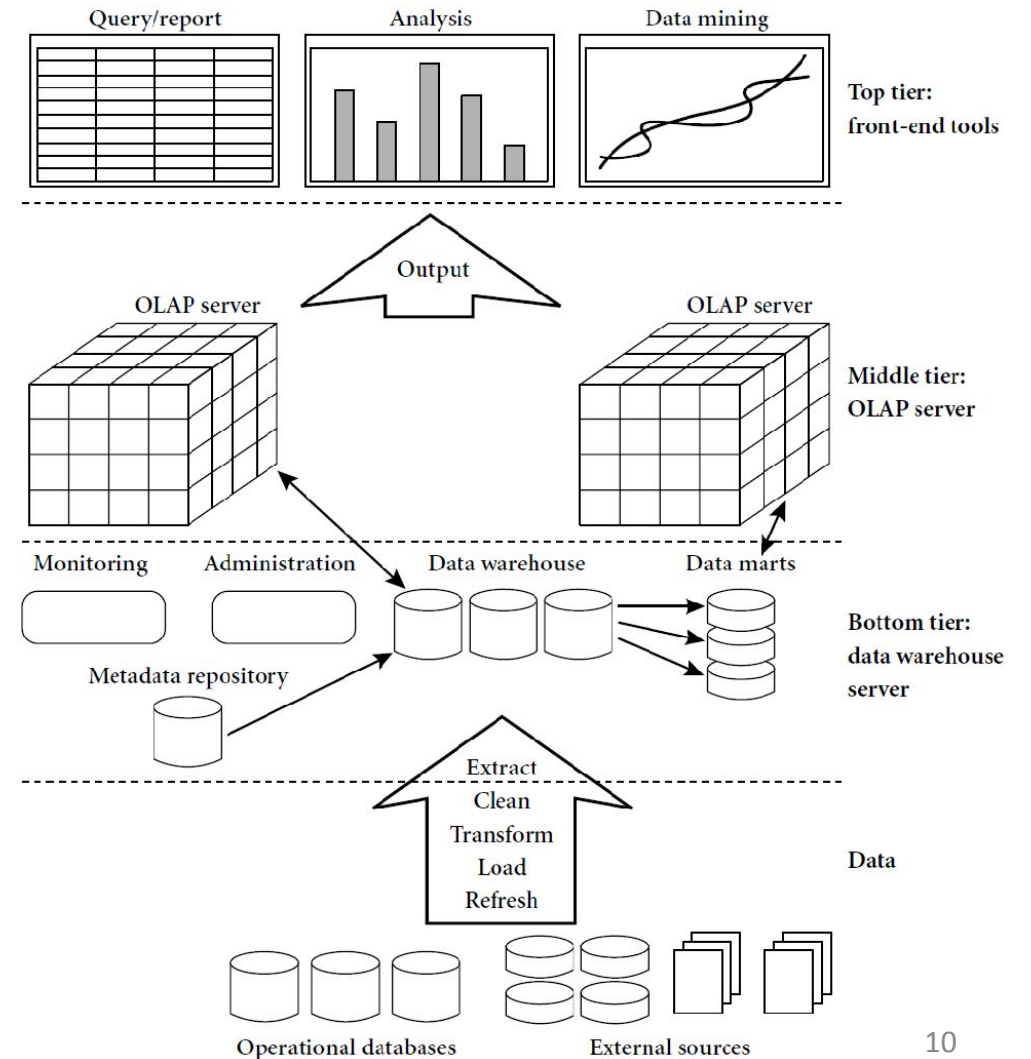 Query/report
Analysis
Data mining
Top tier:
front-end tools
Output
OLAP server
OLAP server
Middle tier:
OLAP server
Monitoring
Administration
Data warehouse
Data marts
Bottom tier:
data warehouse
server
Metadata repository
Extract
Clean
Transform
Load
Refresh
Data
Operational databases
External sources
10